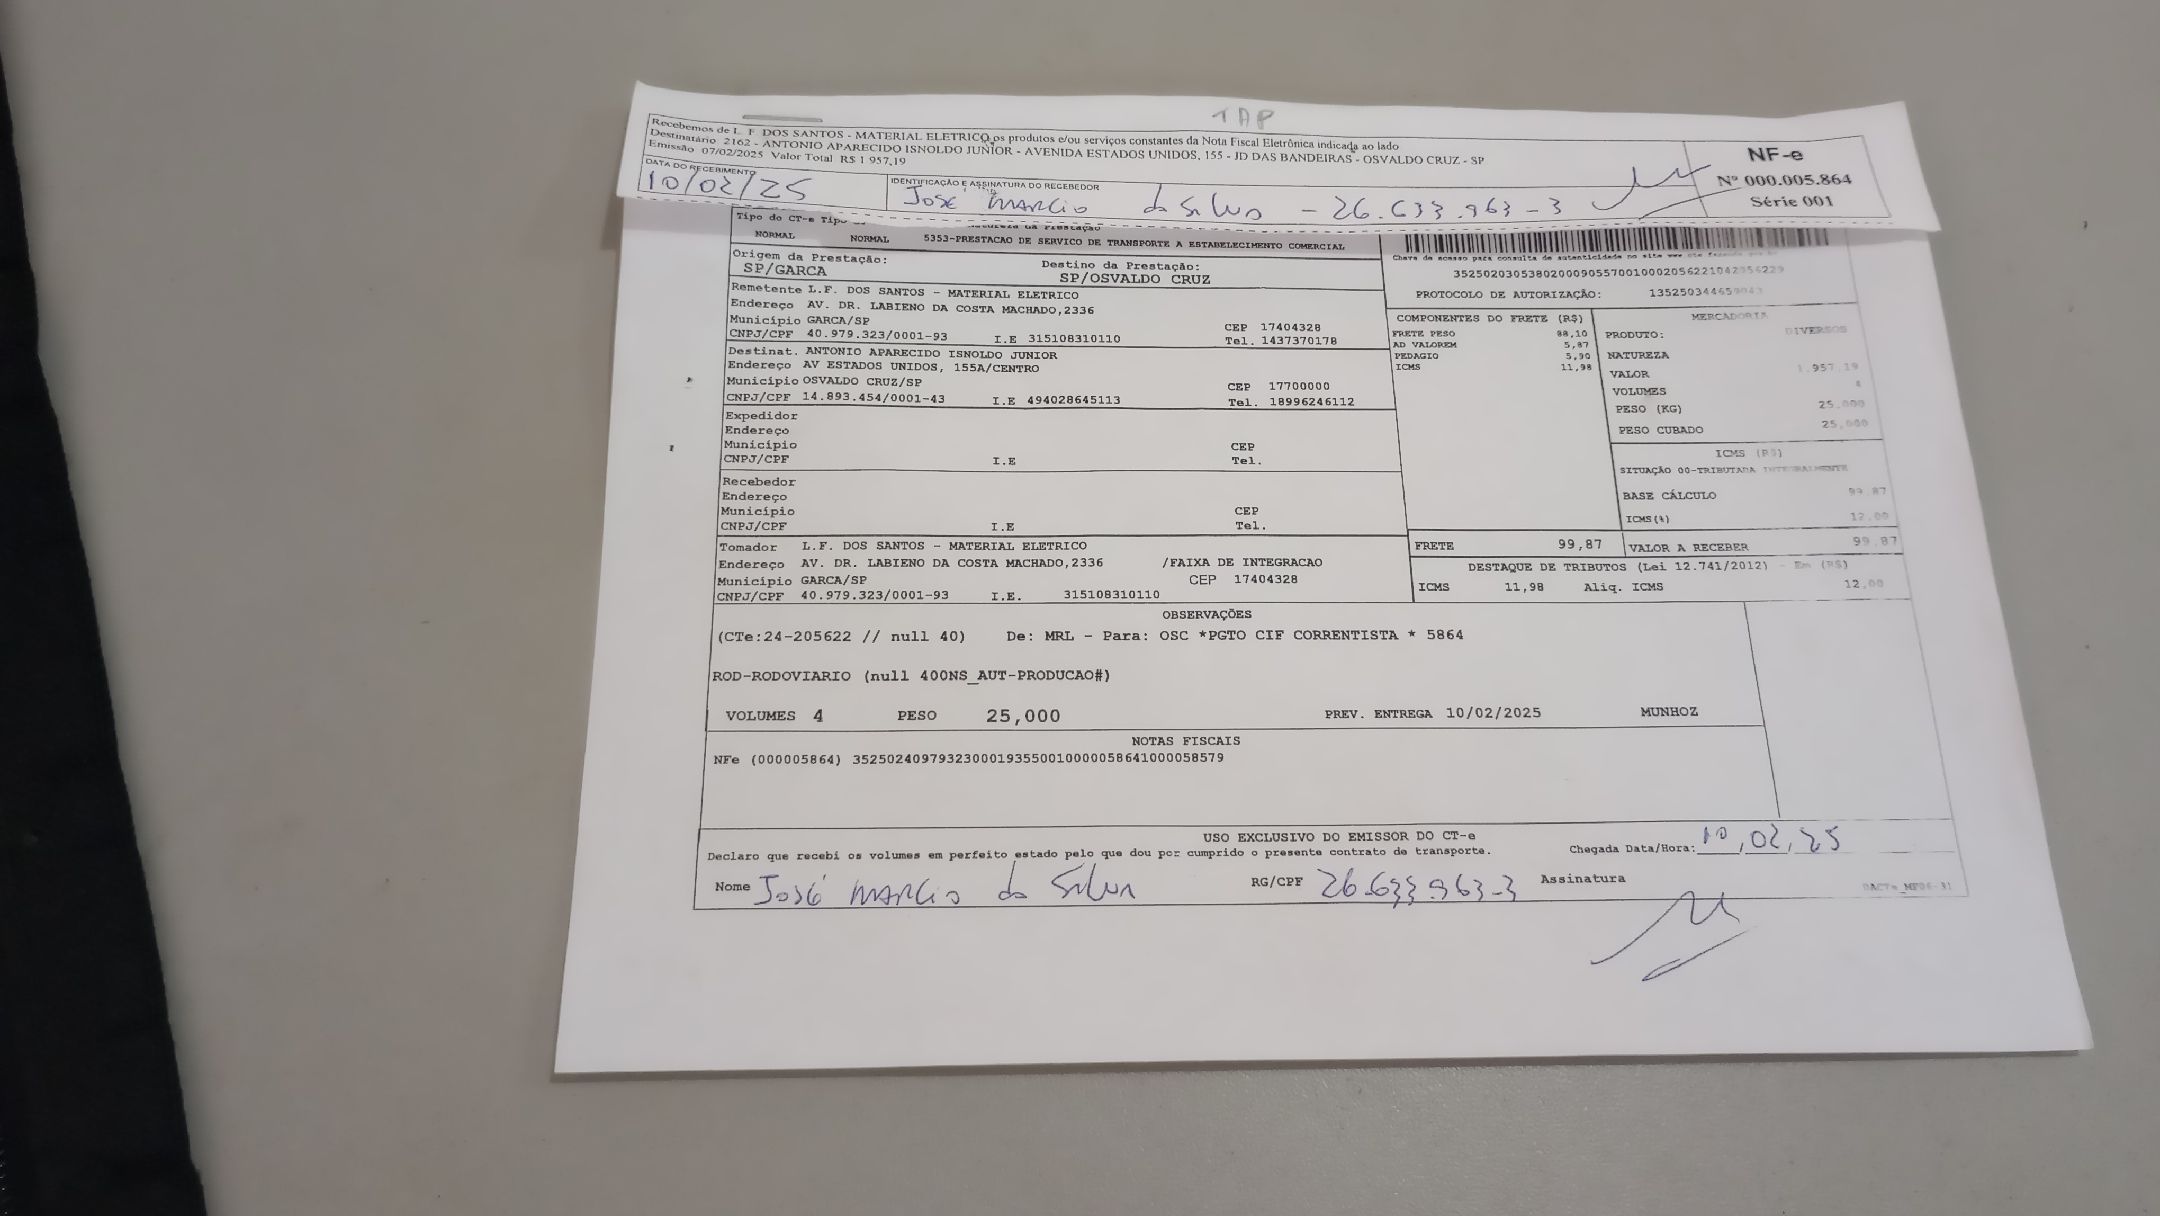 TAP
Recebemos de L. F. DOS SANTOS - MATERIAL ELETRICO, os produtos e/ou serviços constantes da Nota Fiscal Eletrônica indicada ao lado
Destinatário 2162 - ANTONIO APARECIDO ISNOLDO JUNIOR - AVENIDA ESTADOS UNIDOS, 155 - JD DAS BANDEIRAS - OSVALDO CRUZ - SP
Emissão 07/02/2025 Valor Total R$ 1 957,19
DATA DO RECEBIMENTO IDENTIFICAÇÃO E ASSINATURA DO RECEBEDOR
10/02/25 José Marcio da Silva - 26.633.963-3
NF-e
Nº 000.005.864
Série 001
Tipo do CT-e
NORMAL NORMAL 5353-PRESTACAO DE SERVICO DE TRANSPORTE A ESTABELECIMENTO COMERCIAL
Origem da Prestação: Destino da Prestação:
SP/GARCA SP/OSVALDO CRUZ
Remetente L.F. DOS SANTOS - MATERIAL ELETRICO
Endereço AV. DR. LABIENO DA COSTA MACHADO,2336
Município GARCA/SP CEP 17404328
CNPJ/CPF 40.979.323/0001-93 I.E 315108310110 Tel. 1437370178
Destinat. ANTONIO APARECIDO ISNOLDO JUNIOR
Endereço AV ESTADOS UNIDOS, 155A/CENTRO
Município OSVALDO CRUZ/SP CEP 17700000
CNPJ/CPF 14.893.454/0001-43 I.E 494028645113 Tel. 18996246112
Expedidor
Endereço
Município CEP
CNPJ/CPF I.E Tel.
Recebedor
Endereço
Município CEP
CNPJ/CPF I.E Tel.
Tomador L.F. DOS SANTOS - MATERIAL ELETRICO
Endereço AV. DR. LABIENO DA COSTA MACHADO,2336 /FAIXA DE INTEGRACAO
Município GARCA/SP CEP 17404328
CNPJ/CPF 40.979.323/0001-93 I.E. 315108310110
Chave de acesso para consulta de autenticidade no site
PROTOCOLO DE AUTORIZAÇÃO:
COMPONENTES DO FRETE (R$)
FRETE PESO 88,10
AD VALOREM 5,87
PEDAGIO 5,90
ICMS 11,98
MERCADORIA
PRODUTO: DIVERSOS
NATUREZA
VALOR 1.957,19
VOLUMES 4
PESO (KG) 25,000
PESO CUBADO 25,000
ICMS (R$)
SITUAÇÃO 00-TRIBUTADA INTEGRALMENTE
BASE CÁLCULO 99,87
ICMS(%) 12,00
FRETE 99,87 VALOR A RECEBER 99,87
DESTAQUE DE TRIBUTOS (Lei 12.741/2012) - Em (R$)
ICMS 11,98 Aliq. ICMS 12,00
OBSERVAÇÕES
(CTe:24-205622 // null 40) De: MRL - Para: OSC *PGTO CIF CORRENTISTA * 5864
ROD-RODOVIARIO (null 400NS_AUT-PRODUCAO#)
VOLUMES 4 PESO 25,000 PREV. ENTREGA 10/02/2025 MUNHOZ
NOTAS FISCAIS
NFe (000005864) 35250240979323000193550010000058641000058579
USO EXCLUSIVO DO EMISSOR DO CT-e
Declaro que recebi os volumes em perfeito estado pelo que dou por cumprido o presente contrato de transporte. Chegada Data/Hora: 10,02,25
Nome José Marcio da Silva RG/CPF 26.633.963-3 Assinatura